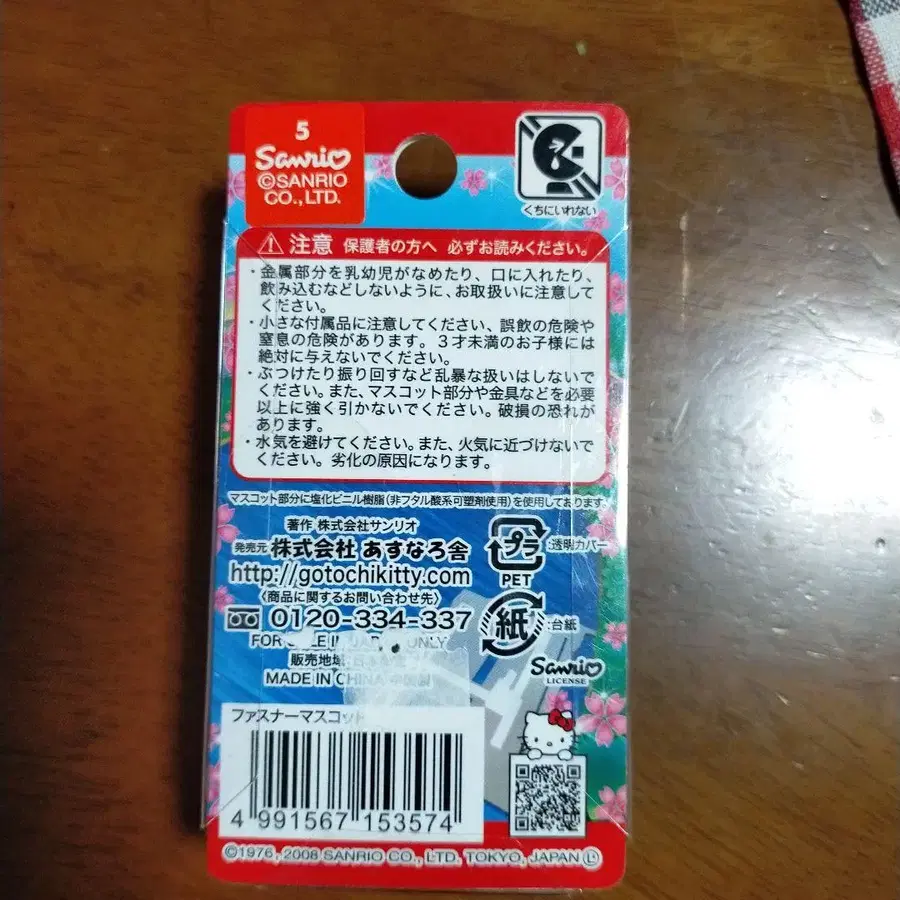 5
Sanrio
©SANRIO
CO.,LTD.
くちにいれない
注意 保護者の方へ 必ずお読みください。
・金属部分を乳幼児がなめたり、口に入れたり、
飲み込むなどしないように、お取扱いに注意して
ください。
・小さな付属品に注意してください、誤飲の危険や
窒息の危険があります。3才未満のお子様には
絶対に与えないでください。
・ぶつけたり振り回すなど乱暴な扱いはしないで
ください。また、マスコット部分や金具などを必要
以上に強く引かないでください。破損の恐れが
あります。
・水気を避けてください。また、火気に近づけないで
ください。劣化の原因になります。
マスコット部分に塩化ビニル樹脂(非フタル酸系可塑剤使用)を使用しております。
著作 株式会社サンリオ
発売元 株式会社 あすなろ舎
http://gotochikitty.com
〈商品に関するお問い合わせ先〉
0120-334-337
FOR SALE IN JAPAN ONLY
販売地域
MADE IN CHINA
プラ :透明カバー
PET
紙 :台紙
Sanrio
LICENSE
ファスナーマスコット
4 991567 153574
©1976, 2008 SANRIO CO., LTD. TOKYO, JAPAN Ⓛ